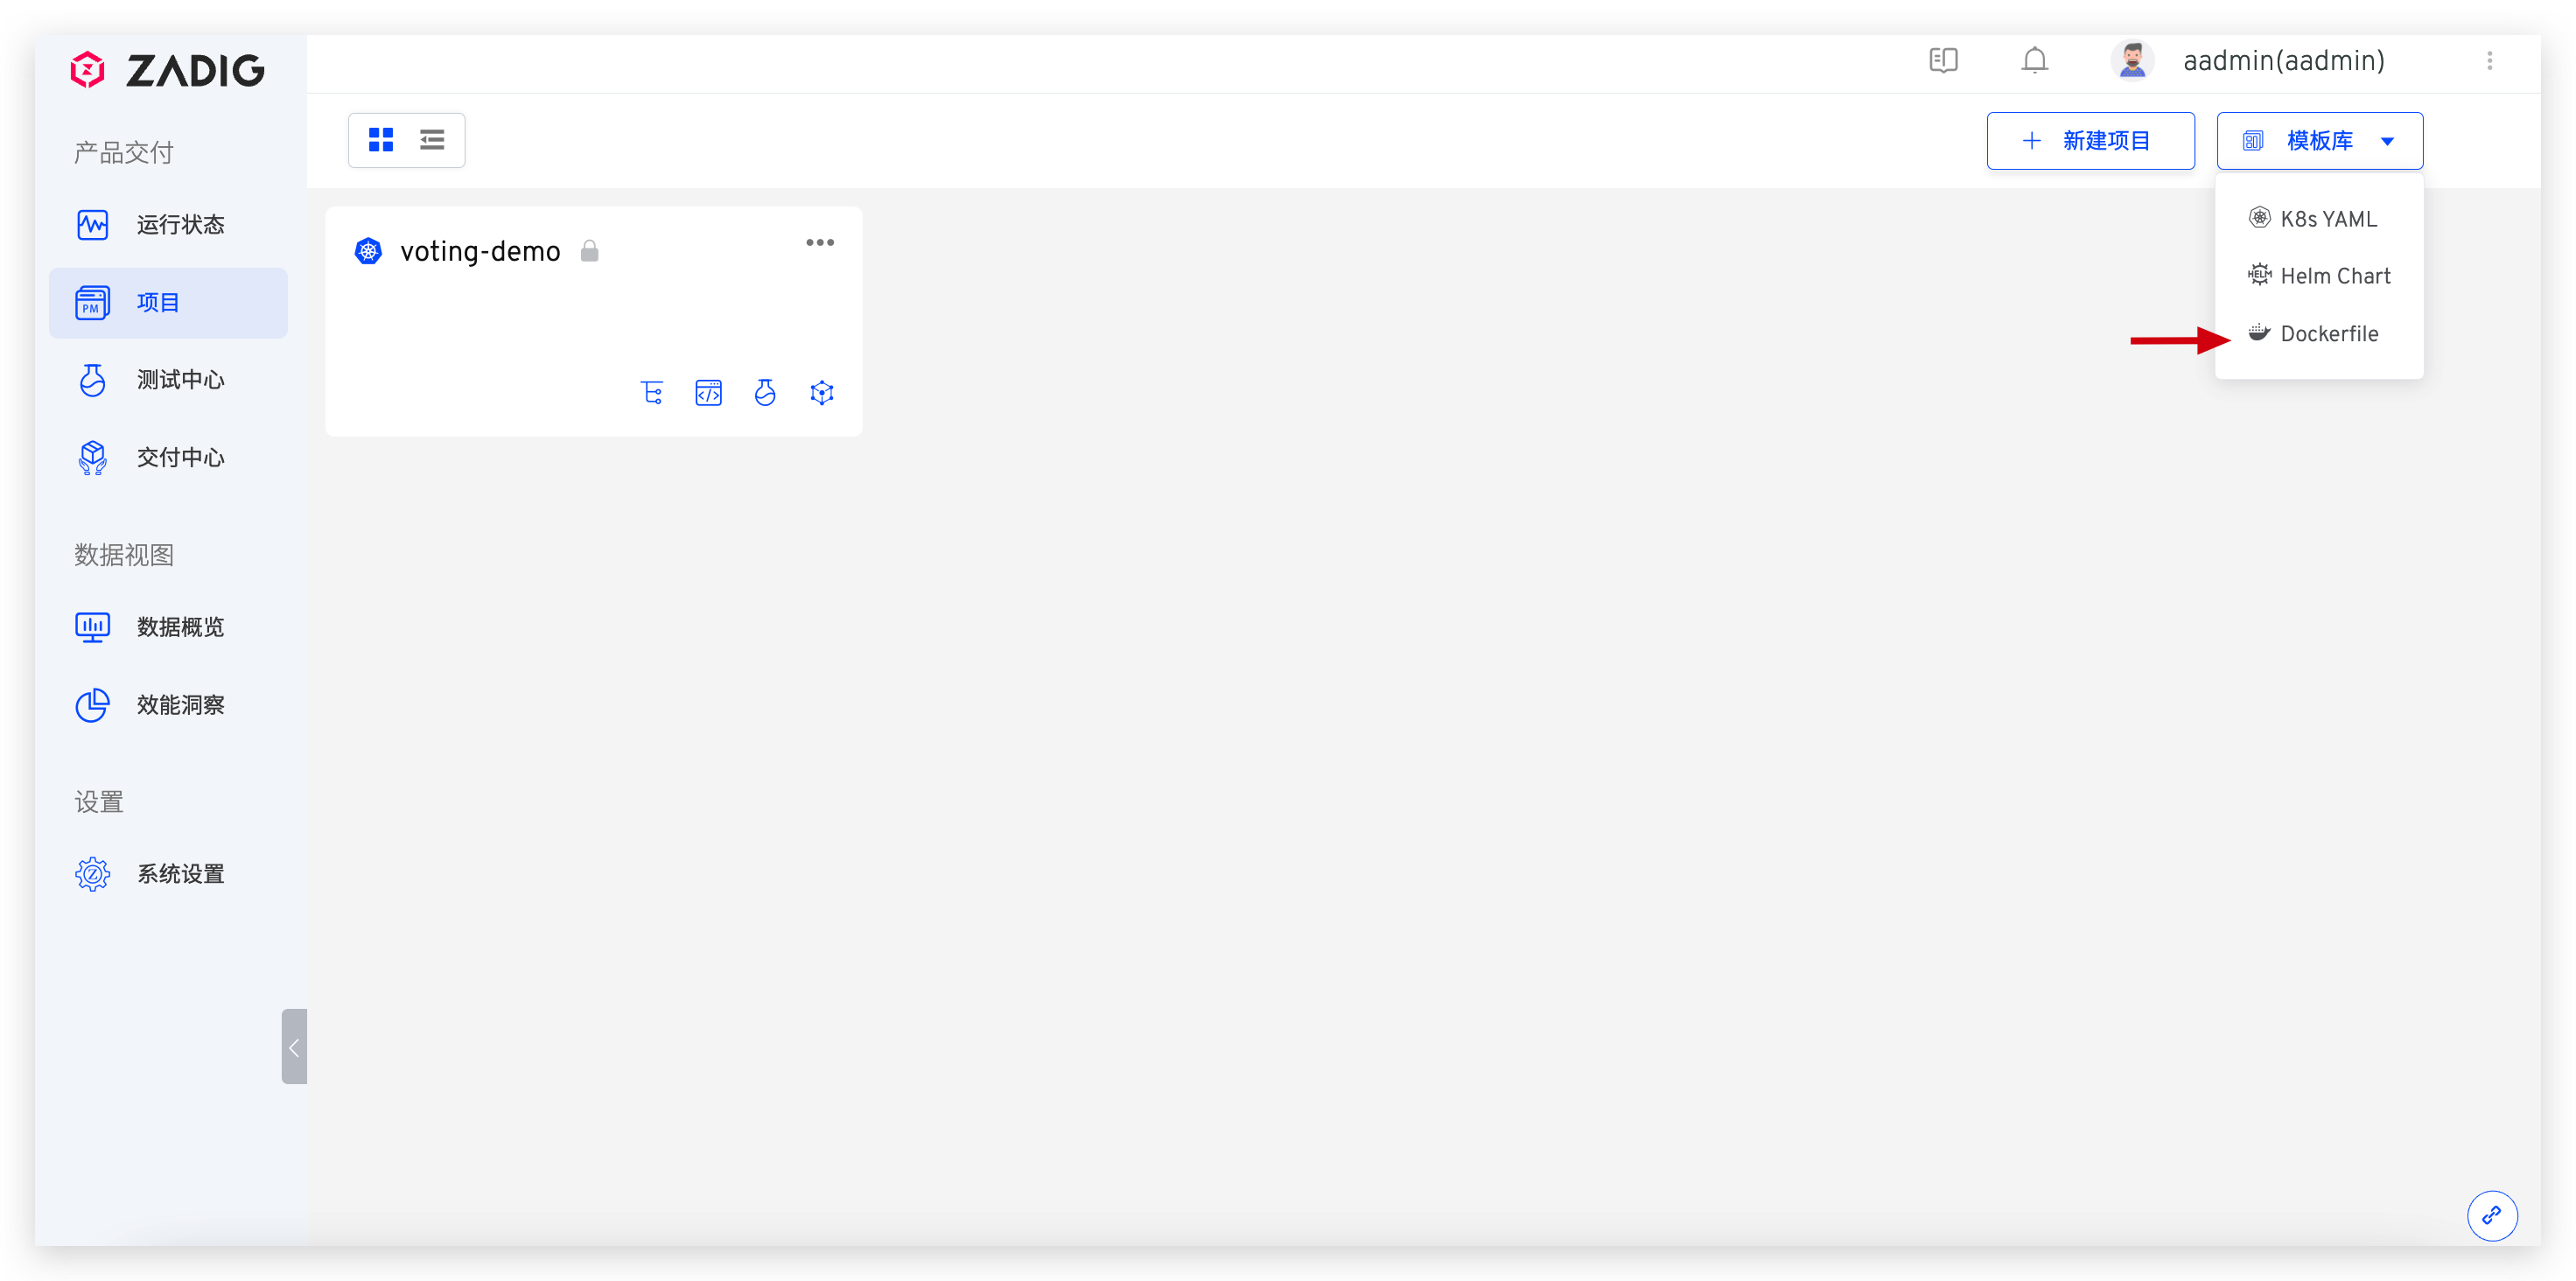 ZADIG
aadmin(aadmin)
产品交付
运行状态
PM
项目
测试中心
交付中心
数据视图
数据概览
效能洞察
设置
系统设置
新建项目
模板库
K8s YAML
HELM
Helm Chart
Dockerfile
voting-demo